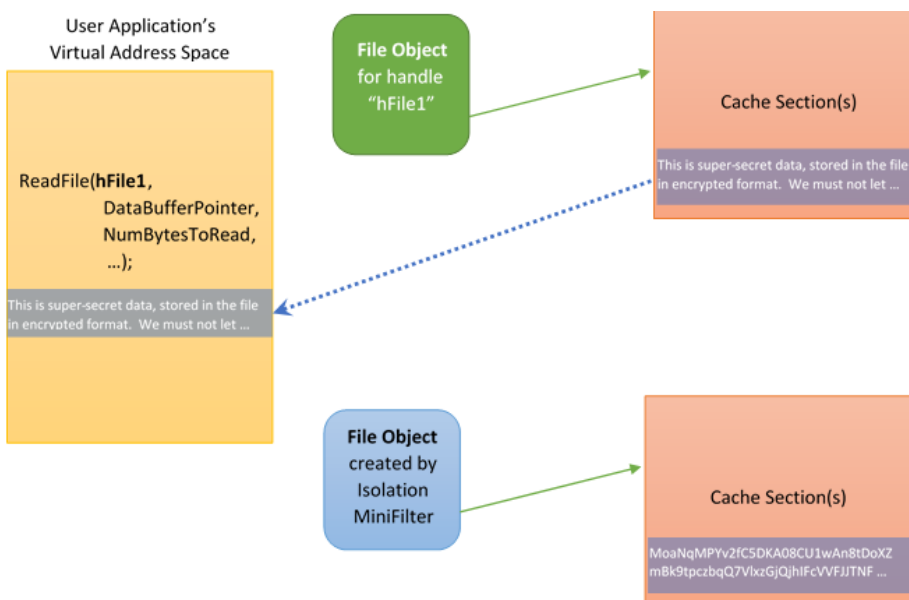 User Application's
Virtual Address Space
ReadFile(hFile1,
DataBufferPointer,
NumBytesToRead,
…);
This is super-secret data, stored in the file
in encrypted format. We must not let …
File Object
for handle
“hFile1”
Cache Section(s)
This is super-secret data, stored in the file
in encrypted format. We must not let …
File Object
created by
Isolation
MiniFilter
Cache Section(s)
MoaNqMPYv2fC5DKA08CU1wAn8tDoXZ
mBk9tpczbqQ7VlxzGjQjhIFcVVFJJTNF …